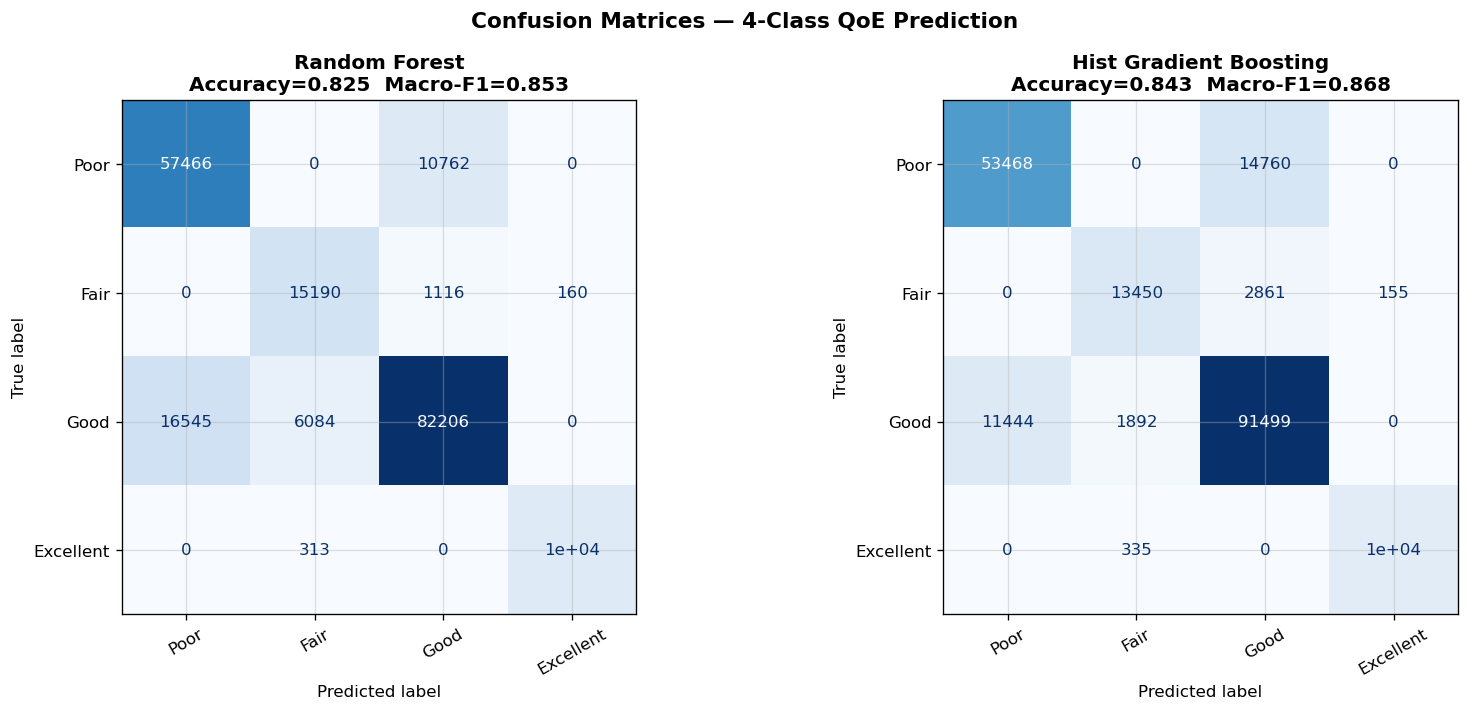 Confusion Matrices — 4-Class QoE Prediction
Random Forest
Accuracy=0.825  Macro-F1=0.853
Poor 57466 0 10762 0
Fair 0 15190 1116 160
Good 16545 6084 82206 0
Excellent 0 313 0 1e+04
True label
Poor Fair Good Excellent
Predicted label
Hist Gradient Boosting
Accuracy=0.843  Macro-F1=0.868
Poor 53468 0 14760 0
Fair 0 13450 2861 155
Good 11444 1892 91499 0
Excellent 0 335 0 1e+04
True label
Poor Fair Good Excellent
Predicted label